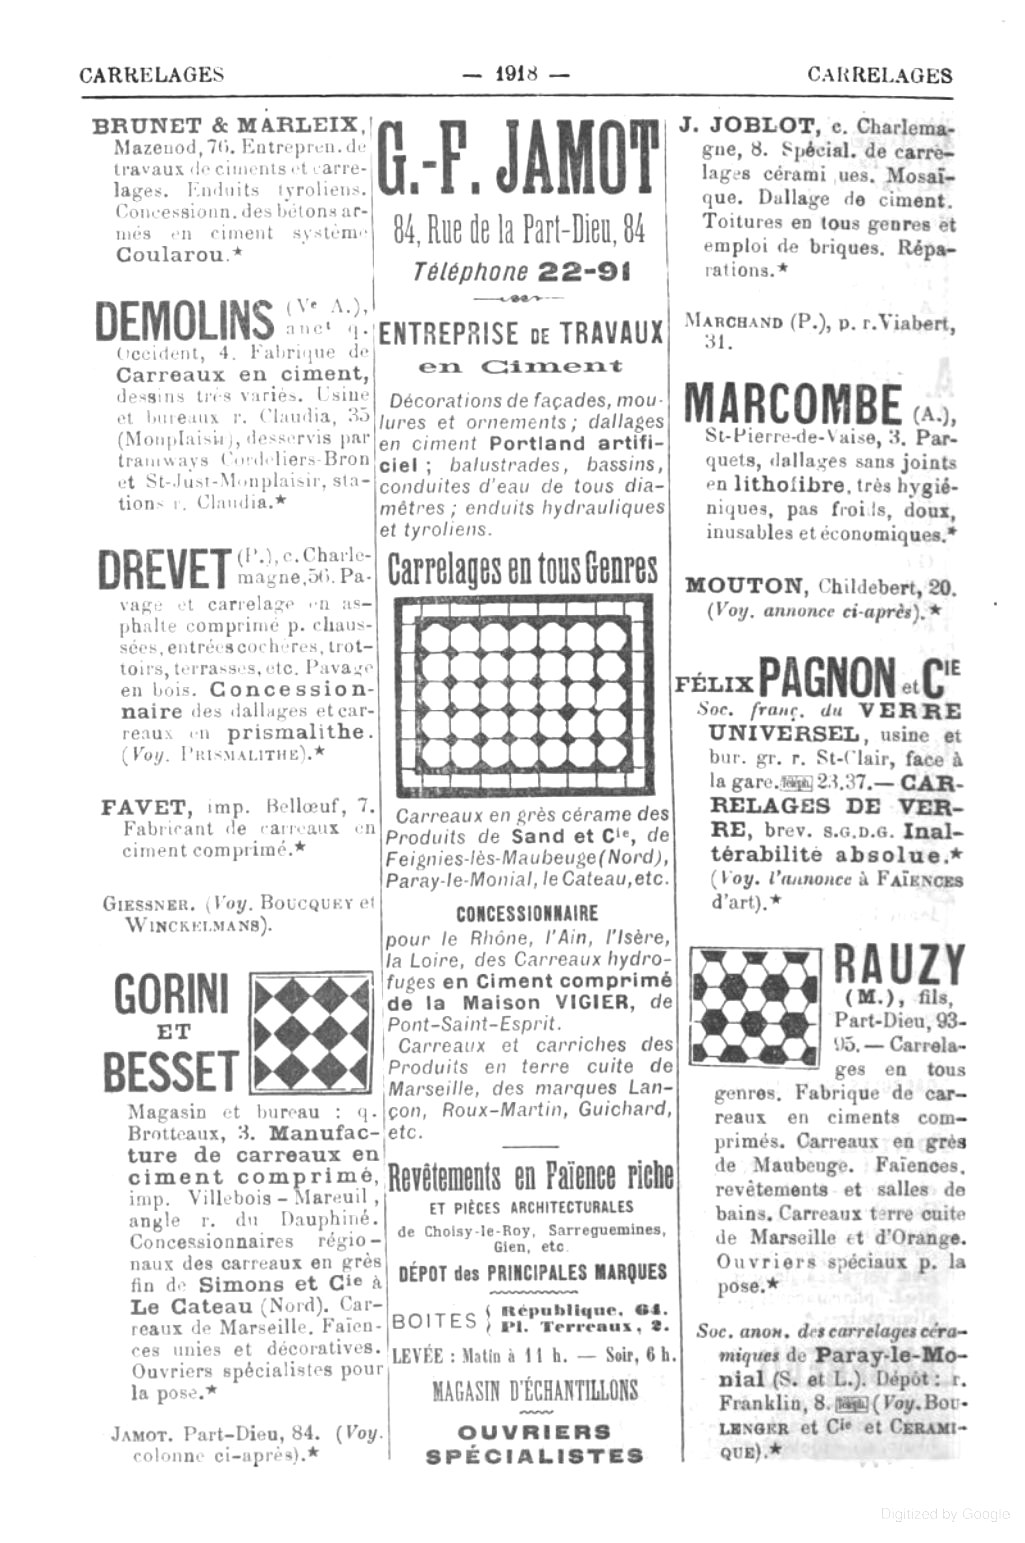 CARRELAGES — 1918 — CARRELAGES
BRUNET & MARLEIX,
Mazenod, 76. Entrepren. de
travaux de ciments et carre-
lages. Enduits tyroliens.
Concessionn. des bétons ar-
més en ciment système
Coularou.★
DEMOLINS (Vᵉ A.),
ancᵗ q.
Occident, 4. Fabrique de
Carreaux en ciment,
dessins très variés. Usine
et bureaux r. Claudia, 35
(Monplaisir), desservis par
tramways Cordeliers-Bron
et St-Just-Monplaisir, sta-
tions r. Claudia.★
DREVET (P.), c. Charle-
magne, 56. Pa-
vage et carrelage en as-
phalte comprimé p. chaus-
sées, entrées cochères, trot-
toirs, terrasses, etc. Pavage
en bois. Concession-
naire des dallages et car-
reaux en prismalithe.
(Voy. PRISMALITHE).★
FAVET, imp. Bellœuf, 7.
Fabricant de carreaux en
ciment comprimé.★
GIESSNER. (Voy. BOUCQUEY et
WINCKELMANS).
GORINI
ET
BESSET
Magasin et bureau : q.
Brotteaux, 3. Manufac-
ture de carreaux en
ciment comprimé,
imp. Villebois-Mareuil,
angle r. du Dauphiné.
Concessionnaires régio-
naux des carreaux en grès
fin de Simons et Cie à
Le Cateau (Nord). Car-
reaux de Marseille. Faïen-
ces unies et décoratives.
Ouvriers spécialistes pour
la pose.★
JAMOT. Part-Dieu, 84. (Voy.
colonne ci-après).★
G.-F. JAMOT
84, Rue de la Part-Dieu, 84
Téléphone 22-91
ENTREPRISE DE TRAVAUX
en Ciment
Décorations de façades, mou-
lures et ornements ; dallages
en ciment Portland artifi-
ciel ; balustrades, bassins,
conduites d'eau de tous dia-
mètres ; enduits hydrauliques
et tyroliens.
Carrelages en tous Genres
Carreaux en grès cérame des
Produits de Sand et Cⁱᵉ, de
Feignies-lès-Maubeuge (Nord),
Paray-le-Monial, le Cateau, etc.
CONCESSIONNAIRE
pour le Rhône, l'Ain, l'Isère,
la Loire, des Carreaux hydro-
fuges en Ciment comprimé
de la Maison VIGIER, de
Pont-Saint-Esprit.
Carreaux et carriches des
Produits en terre cuite de
Marseille, des marques Lan-
çon, Roux-Martin, Guichard,
etc.
Revêtements en Faïence riche
ET PIÈCES ARCHITECTURALES
de Choisy-le-Roy, Sarreguemines,
Gien, etc.
DÉPOT des PRINCIPALES MARQUES
BOITES { République, 64.
Pl. Terreaux, 2.
LEVÉE : Matin à 11 h. — Soir, 6 h.
MAGASIN D'ÉCHANTILLONS
OUVRIERS
SPÉCIALISTES
J. JOBLOT, c. Charlema-
gne, 8. Spécial. de carre-
lages cérami ues. Mosaï-
que. Dallage de ciment.
Toitures en tous genres et
emploi de briques. Répa-
rations.★
MARCHAND (P.), p. r. Viabert,
31.
MARCOMBE (A.),
St-Pierre-de-Vaise, 3. Par-
quets, dallages sans joints
en litholibre, très hygié-
niques, pas froids, doux,
inusables et économiques.★
MOUTON, Childebert, 20.
(Voy. annonce ci-après).★
FÉLIX PAGNON et Cᴵᴱ
Soc. franç. du VERRE
UNIVERSEL, usine et
bur. gr. r. St-Clair, face à
la gare. Téléph. 23.37.— CAR-
RELAGES DE VER-
RE, brev. S.G.D.G. Inal-
térabilité absolue.★
(Voy. l'annonce à FAÏENCES
d'art).★
RAUZY
(M.), fils,
Part-Dieu, 93-
95. — Carrela-
ges en tous
genres. Fabrique de car-
reaux en ciments com-
primés. Carreaux en grès
de Maubeuge. Faïences,
revêtements et salles de
bains. Carreaux terre cuite
de Marseille et d'Orange.
Ouvriers spéciaux p. la
pose.★
Soc. anon. des carrelages céra-
miques de Paray-le-Mo-
nial (S. et L.). Dépôt : r.
Franklin, 8. Téléph. (Voy. BOU-
LENGER et Cⁱᵉ et CERAMI-
QUE).★
Digitized by Google